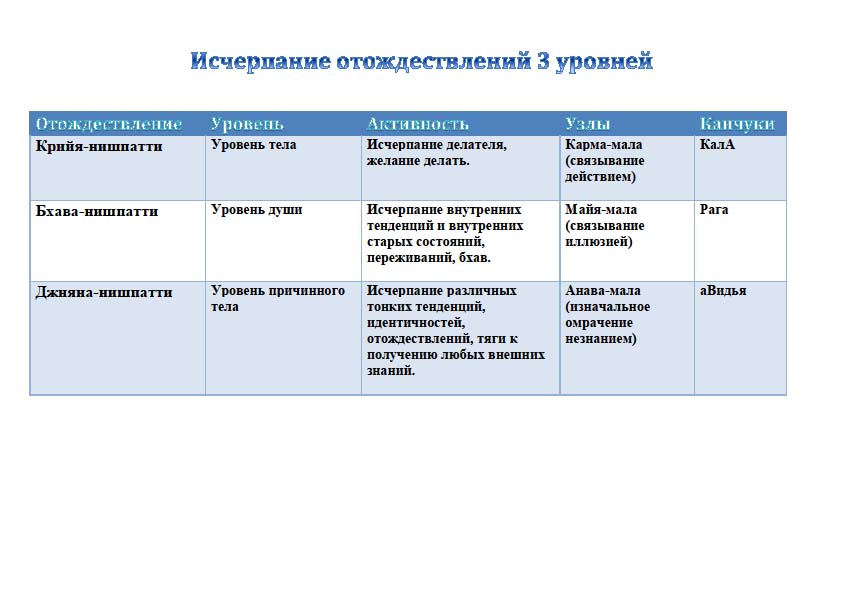 Исчерпание отождествлений 3 уровней
Отождествление Уровень Активность Узлы Канчуки
Крийя-нишпатти
Уровень тела
Исчерпание делателя,
желание делать.
Карма-мала
(связывание
действием)
КалА
Бхава-нишпатти
Уровень души
Исчерпание внутренних
тенденций и внутренних
старых состояний,
переживаний, бхав.
Майя-мала
(связывание
иллюзией)
Рага
Джняна-нишпатти
Уровень причинного
тела
Исчерпание различных
тонких тенденций,
идентичностей,
отождествлений, тяги к
получению любых внешних
знаний.
Анава-мала
(изначальное
омрачение
незнанием)
аВидья